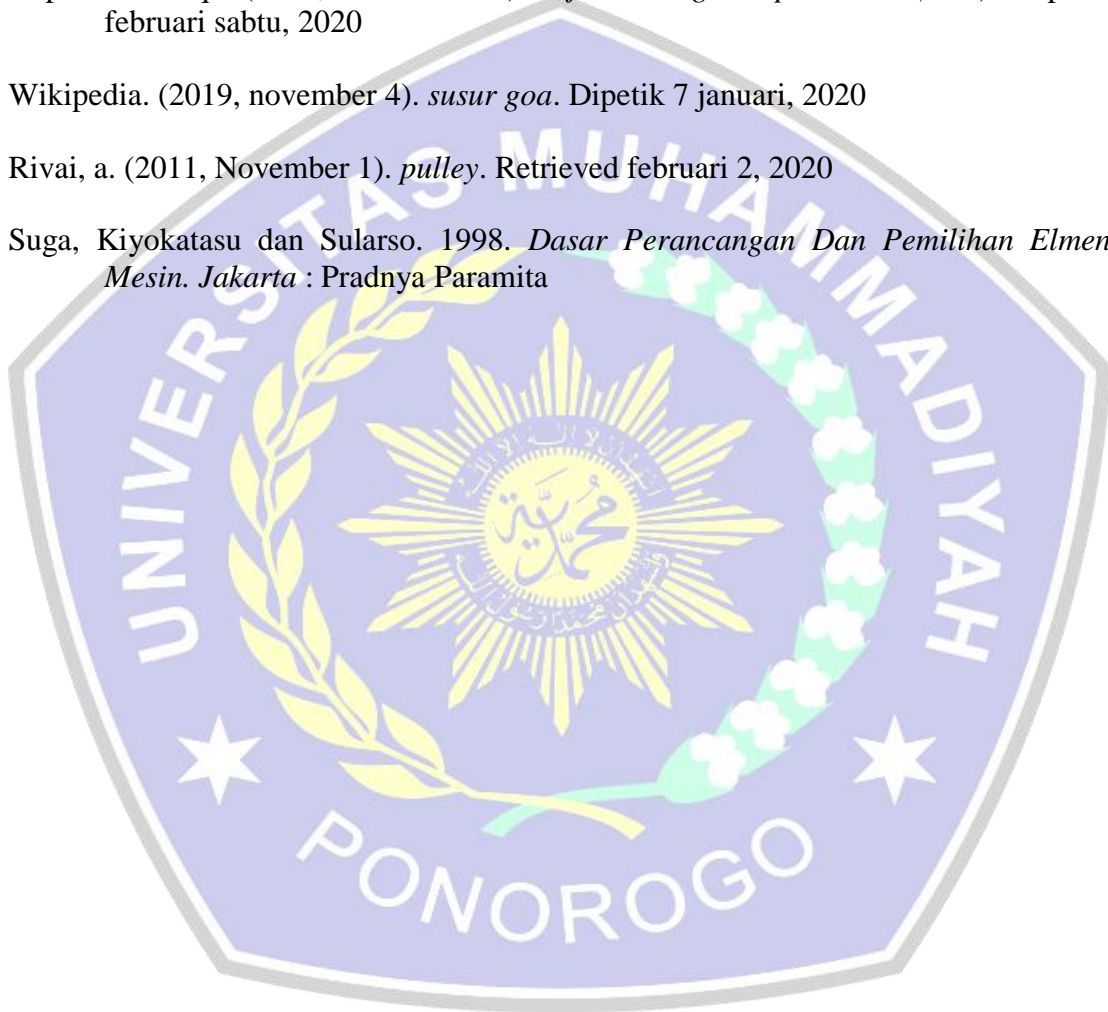 februari sabtu, 2020
Wikipedia. (2019, november 4). susur goa. Dipetik 7 januari, 2020
Rivai, a. (2011, November 1). pulley. Retrieved februari 2, 2020
Suga, Kiyokatasu dan Sularso. 1998. Dasar Perancangan Dan Pemilihan Elmen
Mesin. Jakarta : Pradnya Paramita
UNIVERSITAS MUHAMMADIYAH
محمدية
PONOROGO